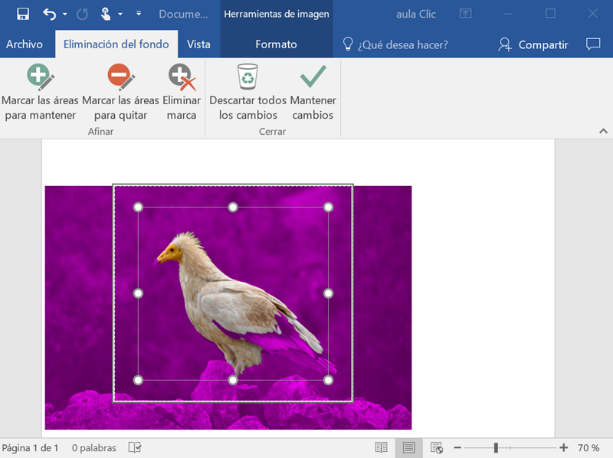 Docume... Herramientas de imagen aula Clic
Archivo Eliminación del fondo Vista Formato ¿Qué desea hacer? Compartir
Marcar las áreas para mantener
Marcar las áreas para quitar
Eliminar marca
Descartar todos los cambios
Mantener cambios
Afinar Cerrar
Página 1 de 1 0 palabras 70 %